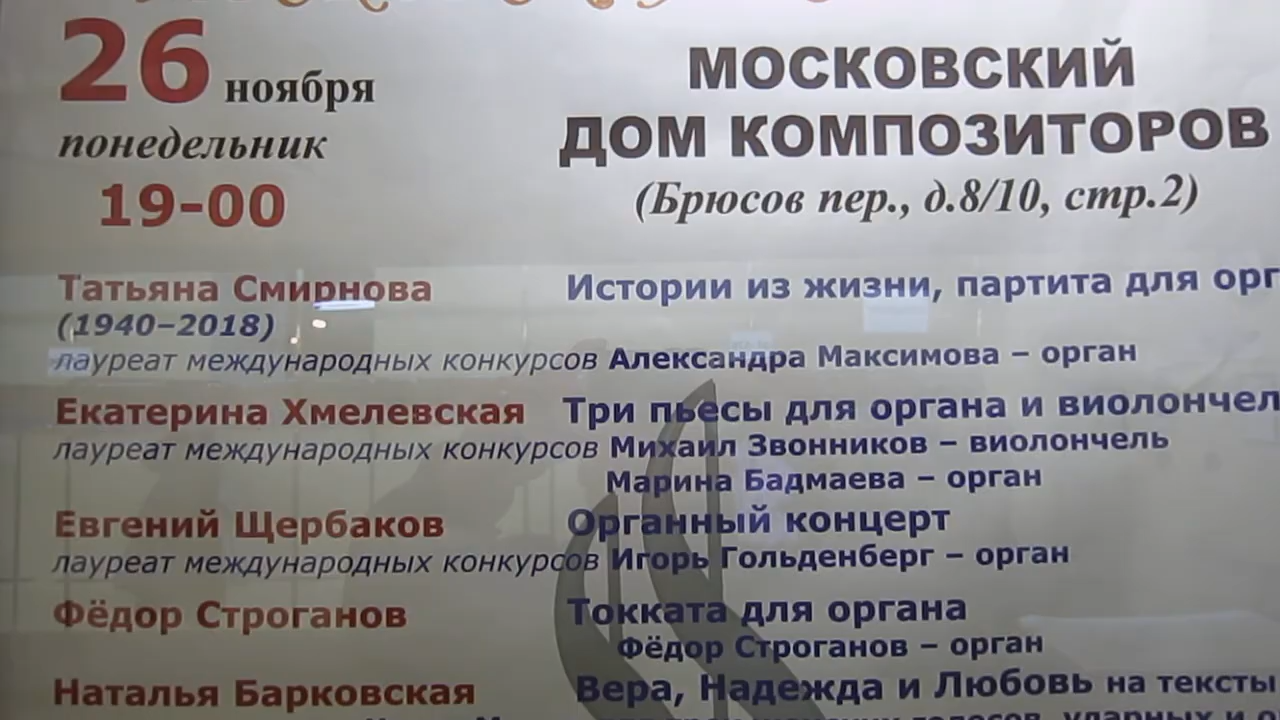 26 ноября
понедельник
19-00
МОСКОВСКИЙ
ДОМ КОМПОЗИТОРОВ
(Брюсов пер., д.8/10, стр.2)
Татьяна Смирнова Истории из жизни, партита для орг
(1940–2018)
лауреат международных конкурсов Александра Максимова – орган
Екатерина Хмелевская Три пьесы для органа и виолончел
лауреат международных конкурсов Михаил Звонников – виолончель
Марина Бадмаева – орган
Евгений Щербаков Органный концерт
лауреат международных конкурсов Игорь Гольденберг – орган
Фёдор Строганов Токката для органа
Фёдор Строганов – орган
Наталья Барковская Вера, Надежда и Любовь на тексты